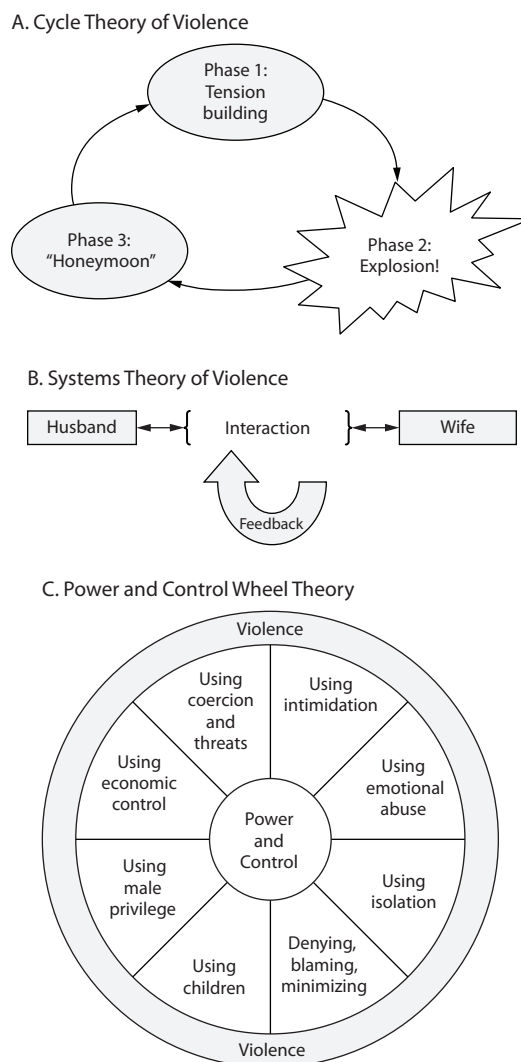 A. Cycle Theory of Violence
Phase 1:
Tension
building
Phase 2:
Explosion!
Phase 3:
“Honeymoon”
B. Systems Theory of Violence
Husband
Interaction
Wife
Feedback
C. Power and Control Wheel Theory
Violence
Using
coercion
and
threats
Using
intimidation
Using
emotional
abuse
Using
isolation
Denying,
blaming,
minimizing
Using
children
Using
male
privilege
Using
economic
control
Power
and
Control
Violence